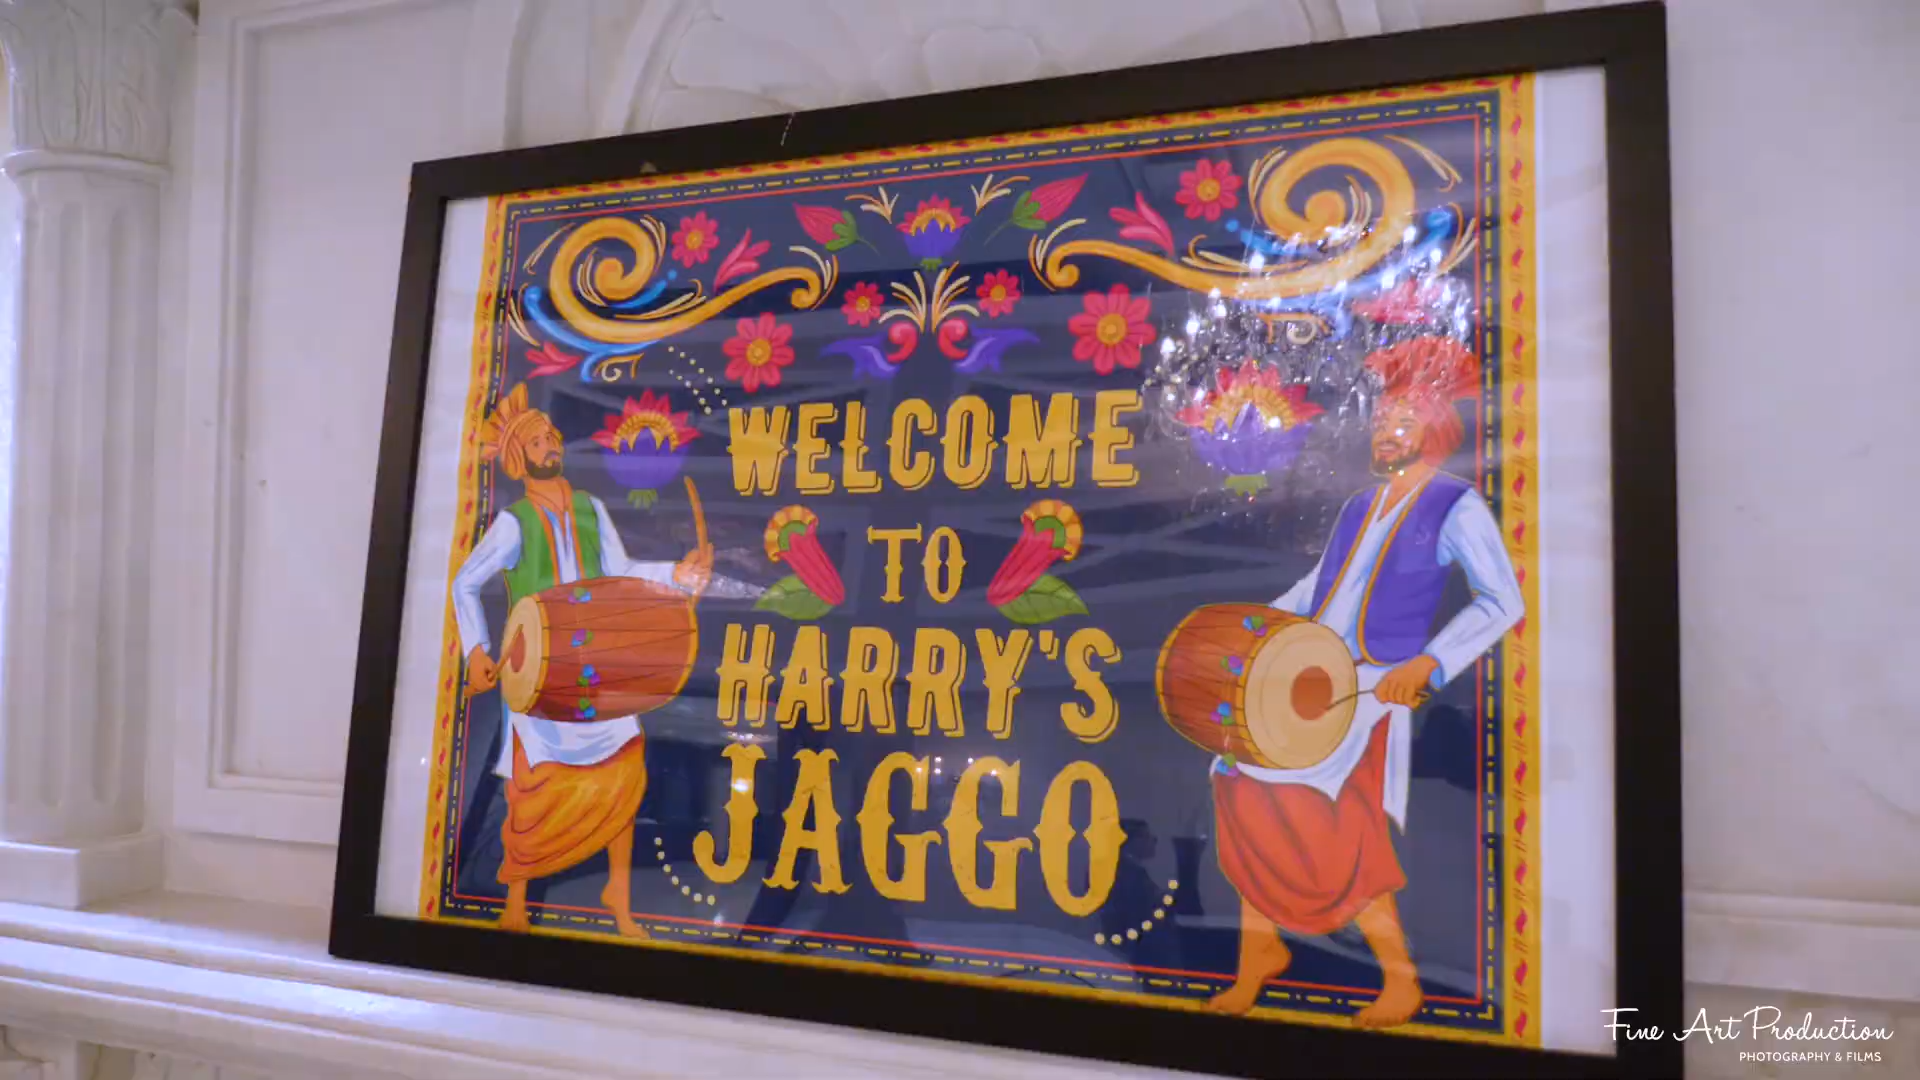 WELCOME
TO
HARRY'S
JAGGO
Fine Art Production
PHOTOGRAPHY & FILMS